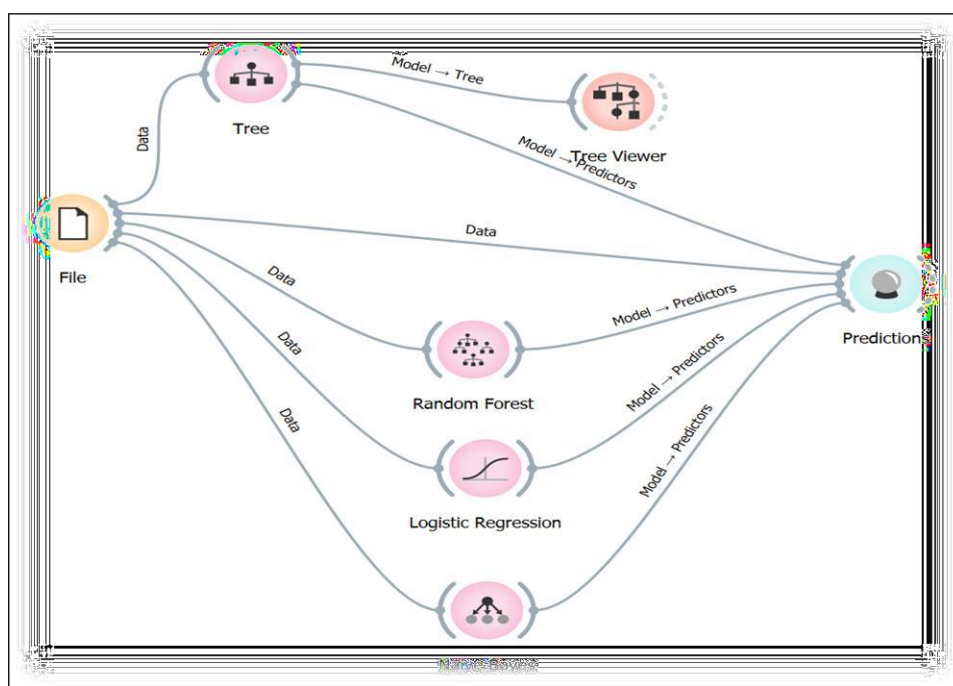 Model → Tree
Tree
Data
Tree Viewer
Model → Predictors
Data
File
Data
Model → Predictors
Predictions
Data
Random Forest
Model → Predictors
Data
Model → Predictors
Logistic Regression